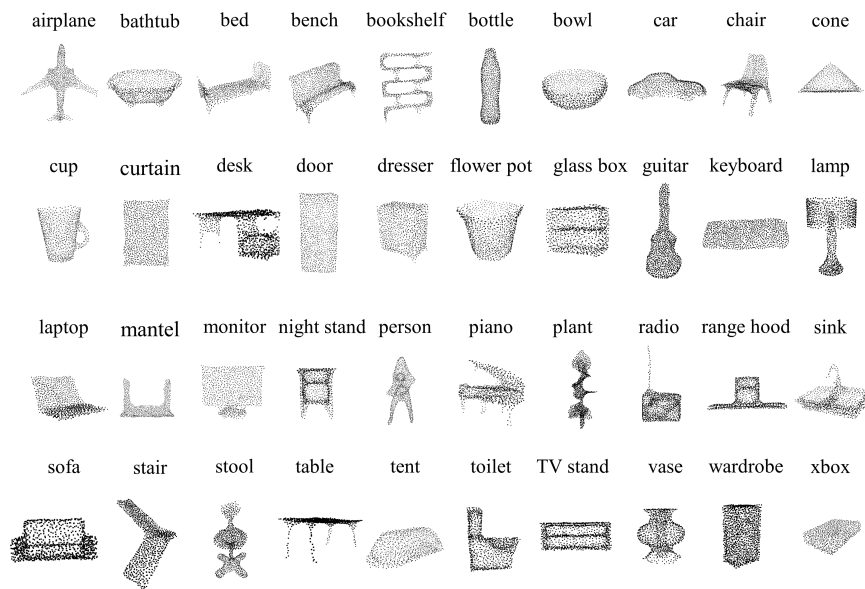 airplane bathtub bed bench bookshelf bottle bowl car chair cone
cup curtain desk door dresser flower pot glass box guitar keyboard lamp
laptop mantel monitor night stand person piano plant radio range hood sink
sofa stair stool table tent toilet TV stand vase wardrobe xbox